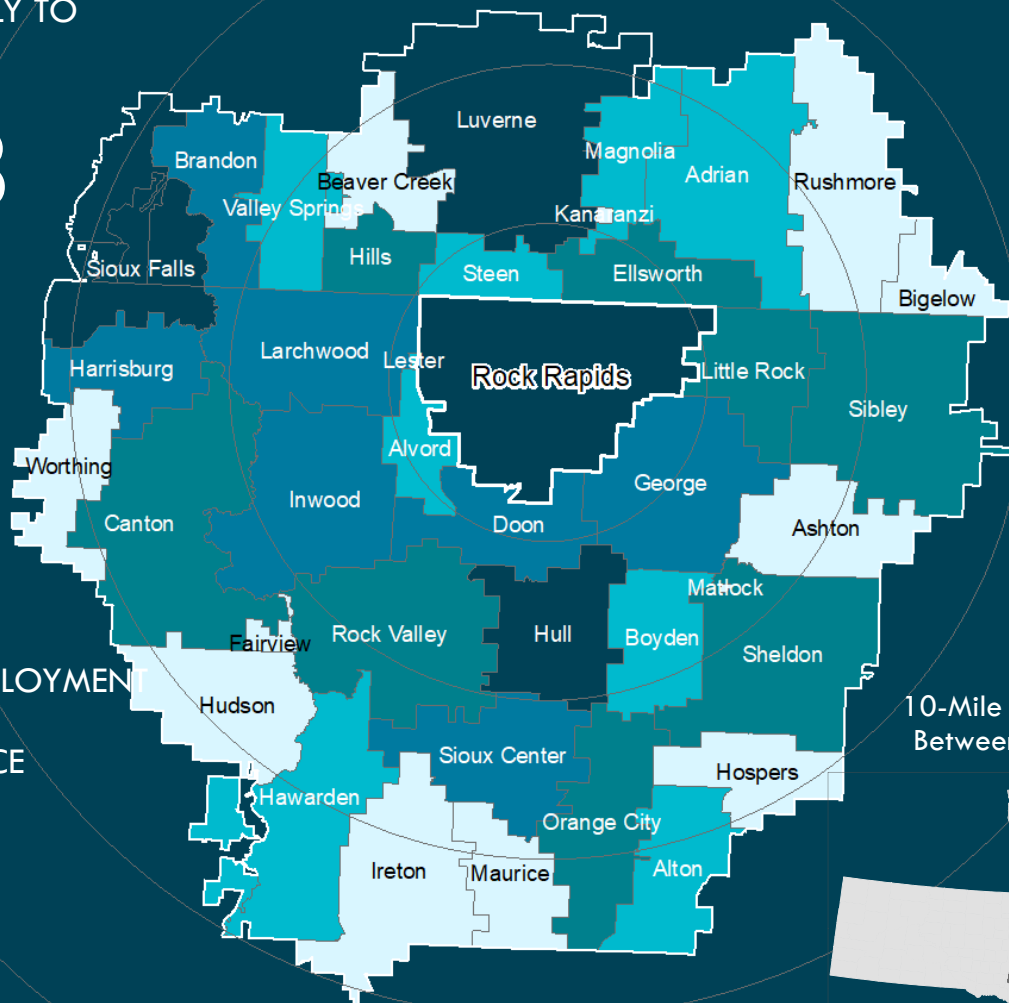 LY TO
Luverne
Magnolia
Brandon
Adrian
Beaver Creek
Rushmore
Valley Springs
Kanaranzi
Hills
Sioux Falls
Steen
Ellsworth
Bigelow
Larchwood
Lester
Harrisburg
Rock Rapids
Little Rock
Sibley
Alvord
Worthing
Inwood
George
Canton
Doon
Ashton
Matlock
Fairview
Rock Valley
Hull
Boyden
Sheldon
LOYMENT
Hudson
10-Mile
Between
CE
Sioux Center
Hospers
Hawarden
Orange City
Ireton
Maurice
Alton